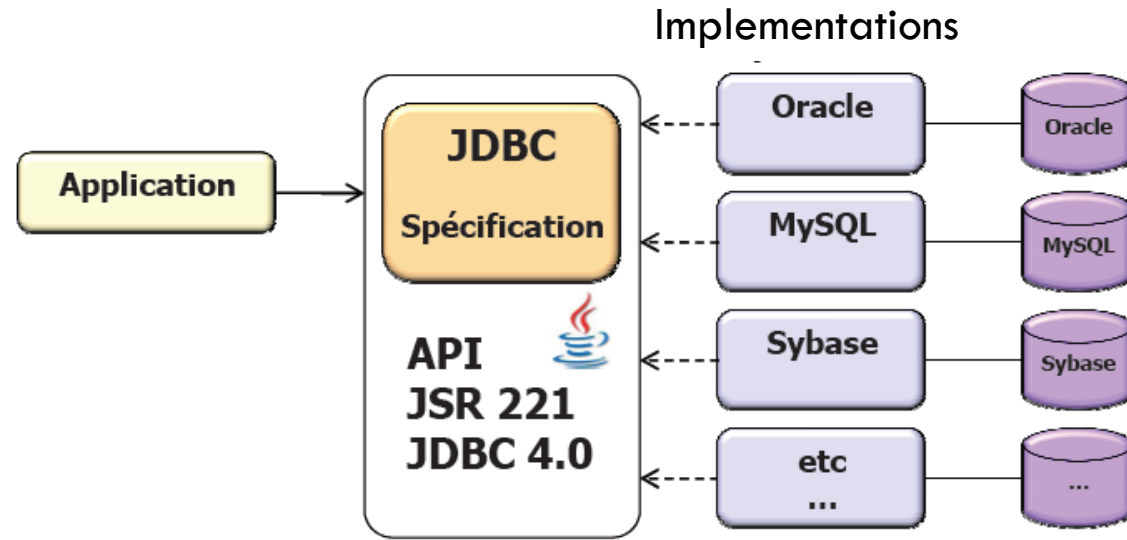 Implementations
Application
JDBC
Spécification
API
JSR 221
JDBC 4.0
Oracle
Oracle
MySQL
MySQL
Sybase
Sybase
etc
...
...